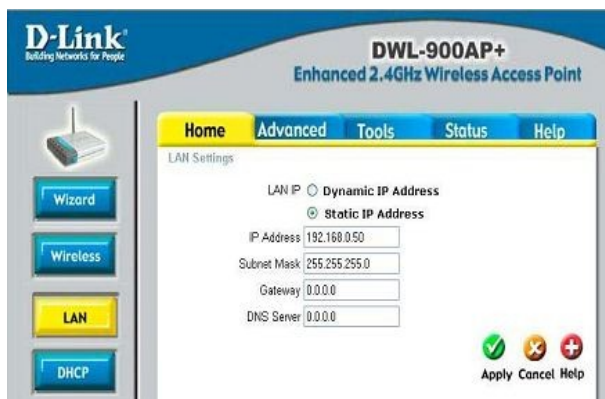 D-Link
Building Networks for People
DWL-900AP+
Enhanced 2.4GHz Wireless Access Point
Home Advanced Tools Status Help
LAN Settings
Wizard
Wireless
LAN
DHCP
LAN IP Dynamic IP Address
Static IP Address
IP Address 192.168.0.50
Subnet Mask 255.255.255.0
Gateway 0.0.0.0
DNS Server 0.0.0.0
Apply Cancel Help